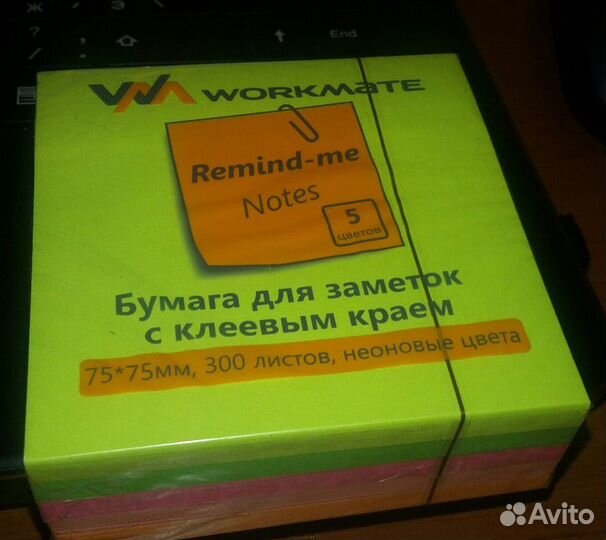 Ж
Э
End
WORKMATE
Remind-me
Notes
5
цветов
Бумага для заметок
с клеевым краем
75*75мм, 300 листов, неоновые цвета
Avito